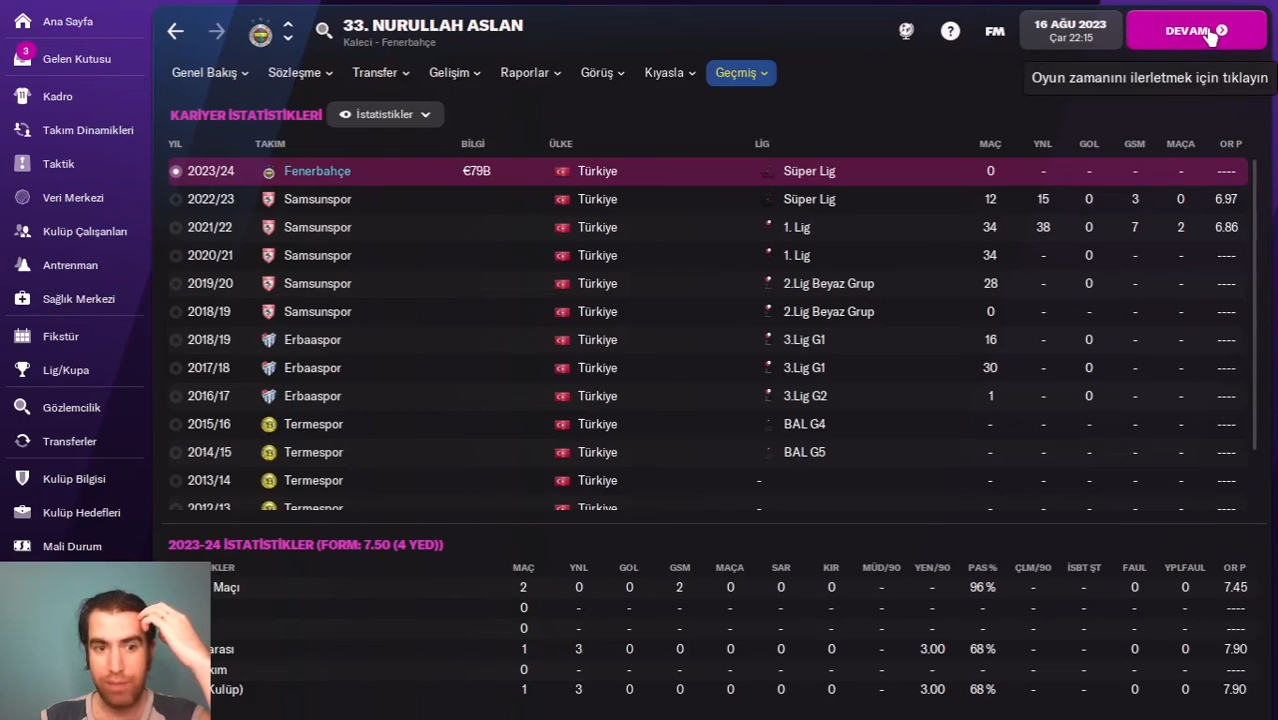 Ana Sayfa
3
Gelen Kutusu
Kadro
Takım Dinamikleri
Taktik
Veri Merkezi
Kulüp Çalışanları
Antrenman
Sağlık Merkezi
Fikstür
Lig/Kupa
Gözlemcilik
Transferler
Kulüp Bilgisi
Kulüp Hedefleri
Mali Durum
33. NURULLAH ASLAN
Kaleci - Fenerbahçe
?
FM
16 AĞU 2023
Çar 22:15
DEVAM
Oyun zamanını ilerletmek için tıklayın
Genel Bakış Sözleşme Transfer Gelişim Raporlar Görüş Kıyasla Geçmiş
KARİYER İSTATİSTİKLERİ İstatistikler
YIL TAKIM BİLGİ ÜLKE LİG MAÇ YNL GOL GSM MAÇA OR P
2023/24 Fenerbahçe €79B Türkiye Süper Lig 0 - - - - ----
2022/23 Samsunspor Türkiye Süper Lig 12 15 0 3 0 6.97
2021/22 Samsunspor Türkiye 1. Lig 34 38 0 7 2 6.86
2020/21 Samsunspor Türkiye 1. Lig 34 - 0 - - -
2019/20 Samsunspor Türkiye 2.Lig Beyaz Grup 28 - 0 - - -
2018/19 Samsunspor Türkiye 2.Lig Beyaz Grup 0 - - - - -
2018/19 Erbaaspor Türkiye 3.Lig G1 16 - 0 - - -
2017/18 Erbaaspor Türkiye 3.Lig G1 30 - 0 - - -
2016/17 Erbaaspor Türkiye 3.Lig G2 1 - 0 - - -
2015/16 Termespor Türkiye BAL G4 - - - - - -
2014/15 Termespor Türkiye BAL G5 - - - - - -
2013/14 Termespor Türkiye - - - - - - -
2012/13 Termespor Türkiye
2023-24 İSTATİSTİKLER (FORM: 7.50 (4 YED))
İKLER MAÇ YNL GOL GSM MAÇA SAR KIR MÜD/90 YEN/90 PAS % ÇLM/90 İSBT ŞT FAUL YPLFAUL OR P
Maçı 2 0 0 2 0 0 0 - - 96 % - - 0 0 7.45
0 - - - - - - - - - - - - - ----
0 - - - - - - - - - - - - - ----
arası 1 3 0 0 0 0 0 - 3.00 68 % - - 0 0 7.90
kım 0 - - - - - - - - - - - - - ----
Kulüp) 1 3 0 0 0 0 0 - 3.00 68 % - - 0 0 7.90